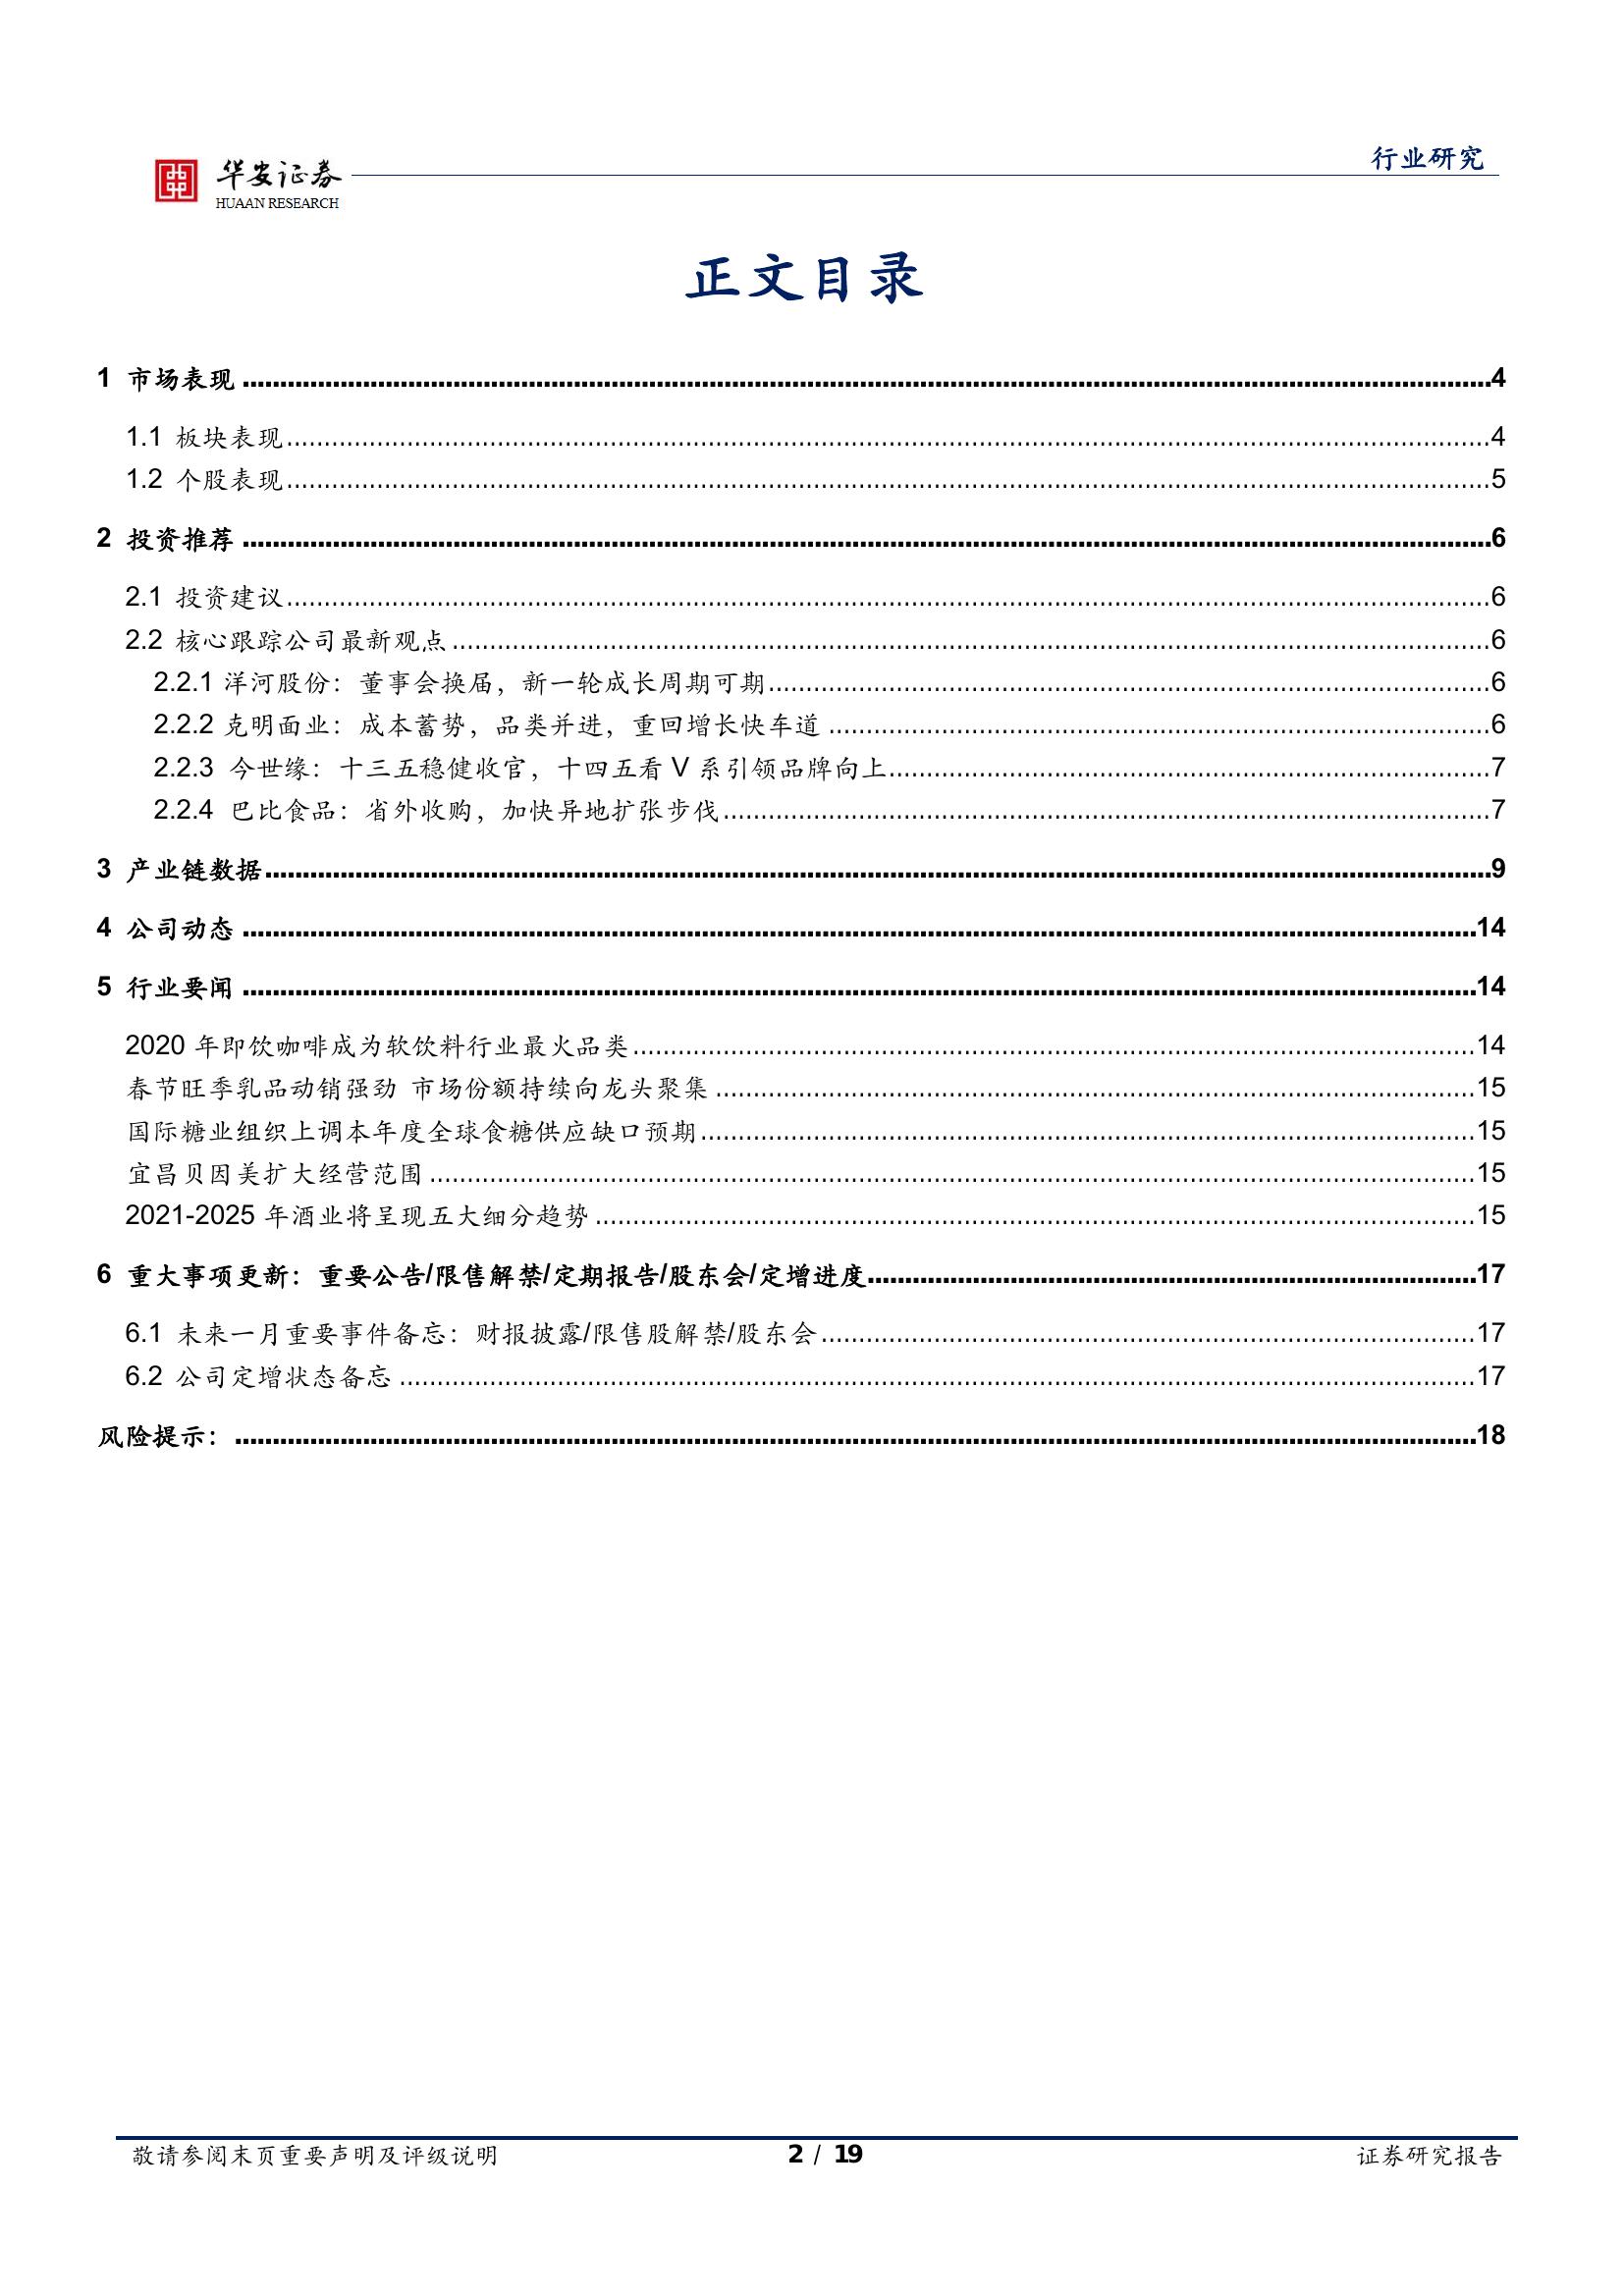 华安证券
HUAAN RESEARCH
行业研究
正文目录
1 市场表现 4
1.1 板块表现 4
1.2 个股表现 5
2 投资推荐 6
2.1 投资建议 6
2.2 核心跟踪公司最新观点 6
2.2.1 洋河股份：董事会换届，新一轮成长周期可期 6
2.2.2 克明面业：成本蓄势，品类并进，重回增长快车道 6
2.2.3 今世缘：十三五稳健收官，十四五看 V 系引领品牌向上 7
2.2.4 巴比食品：省外收购，加快异地扩张步伐 7
3 产业链数据 9
4 公司动态 14
5 行业要闻 14
2020 年即饮咖啡成为软饮料行业最火品类 14
春节旺季乳品动销强劲 市场份额持续向龙头聚集 15
国际糖业组织上调本年度全球食糖供应缺口预期 15
宜昌贝因美扩大经营范围 15
2021-2025 年酒业将呈现五大细分趋势 15
6 重大事项更新：重要公告/限售解禁/定期报告/股东会/定增进度 17
6.1 未来一月重要事件备忘：财报披露/限售股解禁/股东会 17
6.2 公司定增状态备忘 17
风险提示： 18
敬请参阅末页重要声明及评级说明
2 / 19
证券研究报告